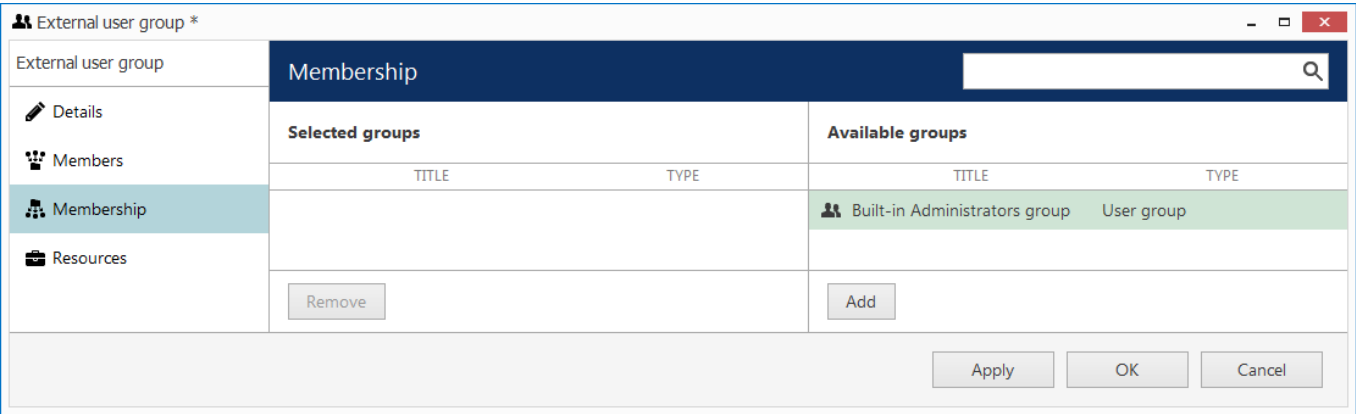 External user group *
External user group
Membership
Details
Members
Membership
Resources
Selected groups
Available groups
TITLE TYPE
TITLE TYPE
Built-in Administrators group User group
Remove
Add
Apply OK Cancel